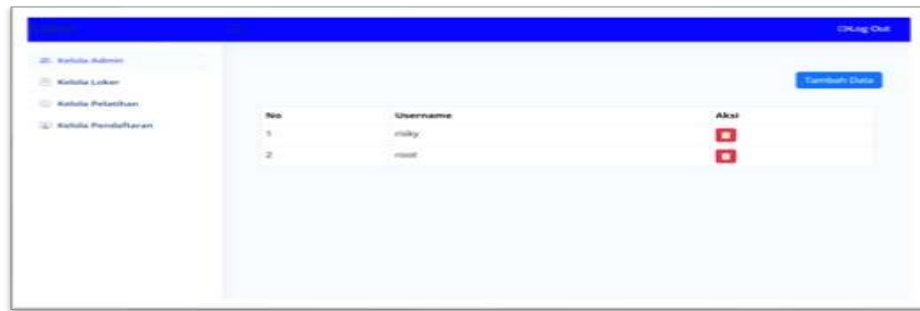 Log Out
Kelola Admin
Kelola Loker
Tambah Data
Kelola Pelatihan
Kelola Pendaftaran
No Username Aksi
1 risky
2 root